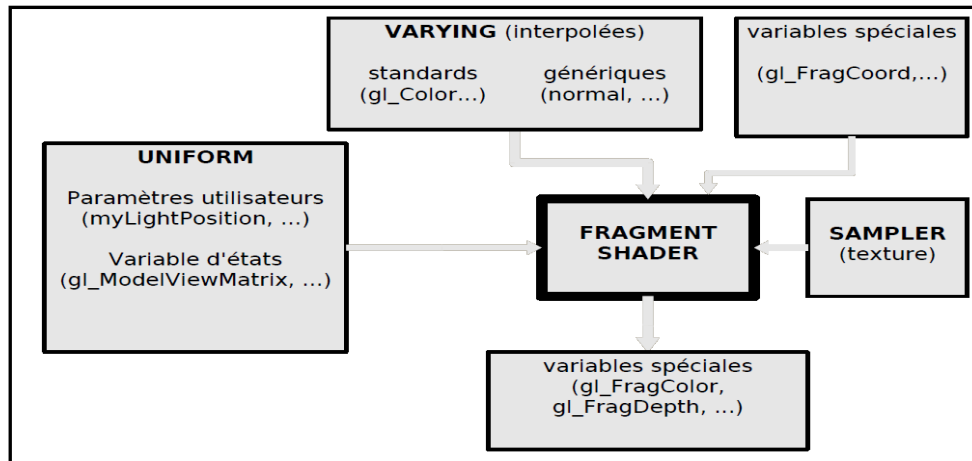 VARYING (interpolées)
standards
(gl_Color...)
génériques
(normal, ...)
variables spéciales
(gl_FragCoord,...)
UNIFORM
Paramètres utilisateurs
(myLightPosition, ...)
Variable d'états
(gl_ModelViewMatrix, ...)
FRAGMENT
SHADER
SAMPLER
(texture)
variables spéciales
(gl_FragColor,
gl_FragDepth, ...)